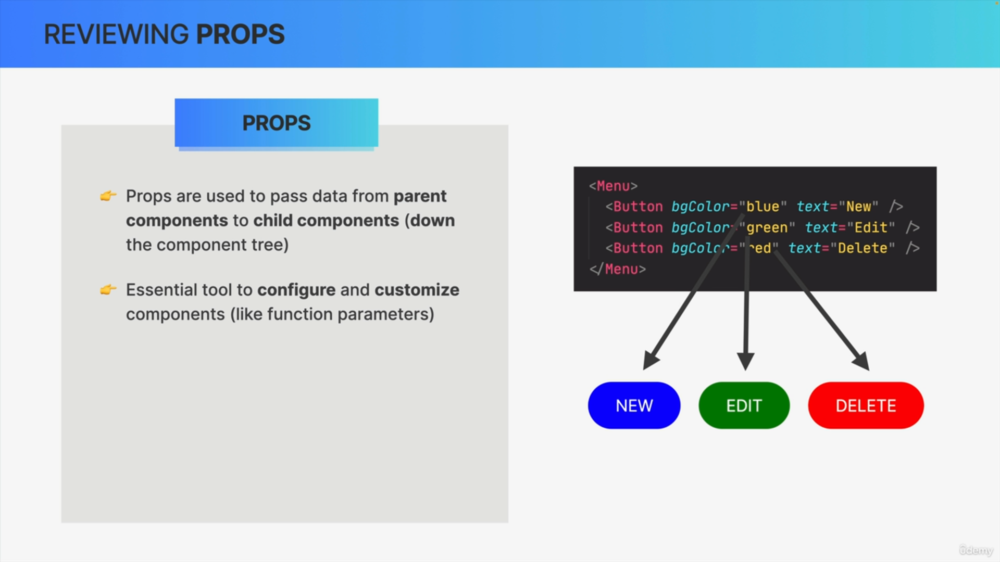 REVIEWING PROPS
PROPS
👉 Props are used to pass data from parent
components to child components (down
the component tree)
👉 Essential tool to configure and customize
components (like function parameters)
<Menu>
<Button bgColor="blue" text="New" />
<Button bgColor="green" text="Edit" />
<Button bgColor="red" text="Delete" />
</Menu>
NEW EDIT DELETE
ûdemy